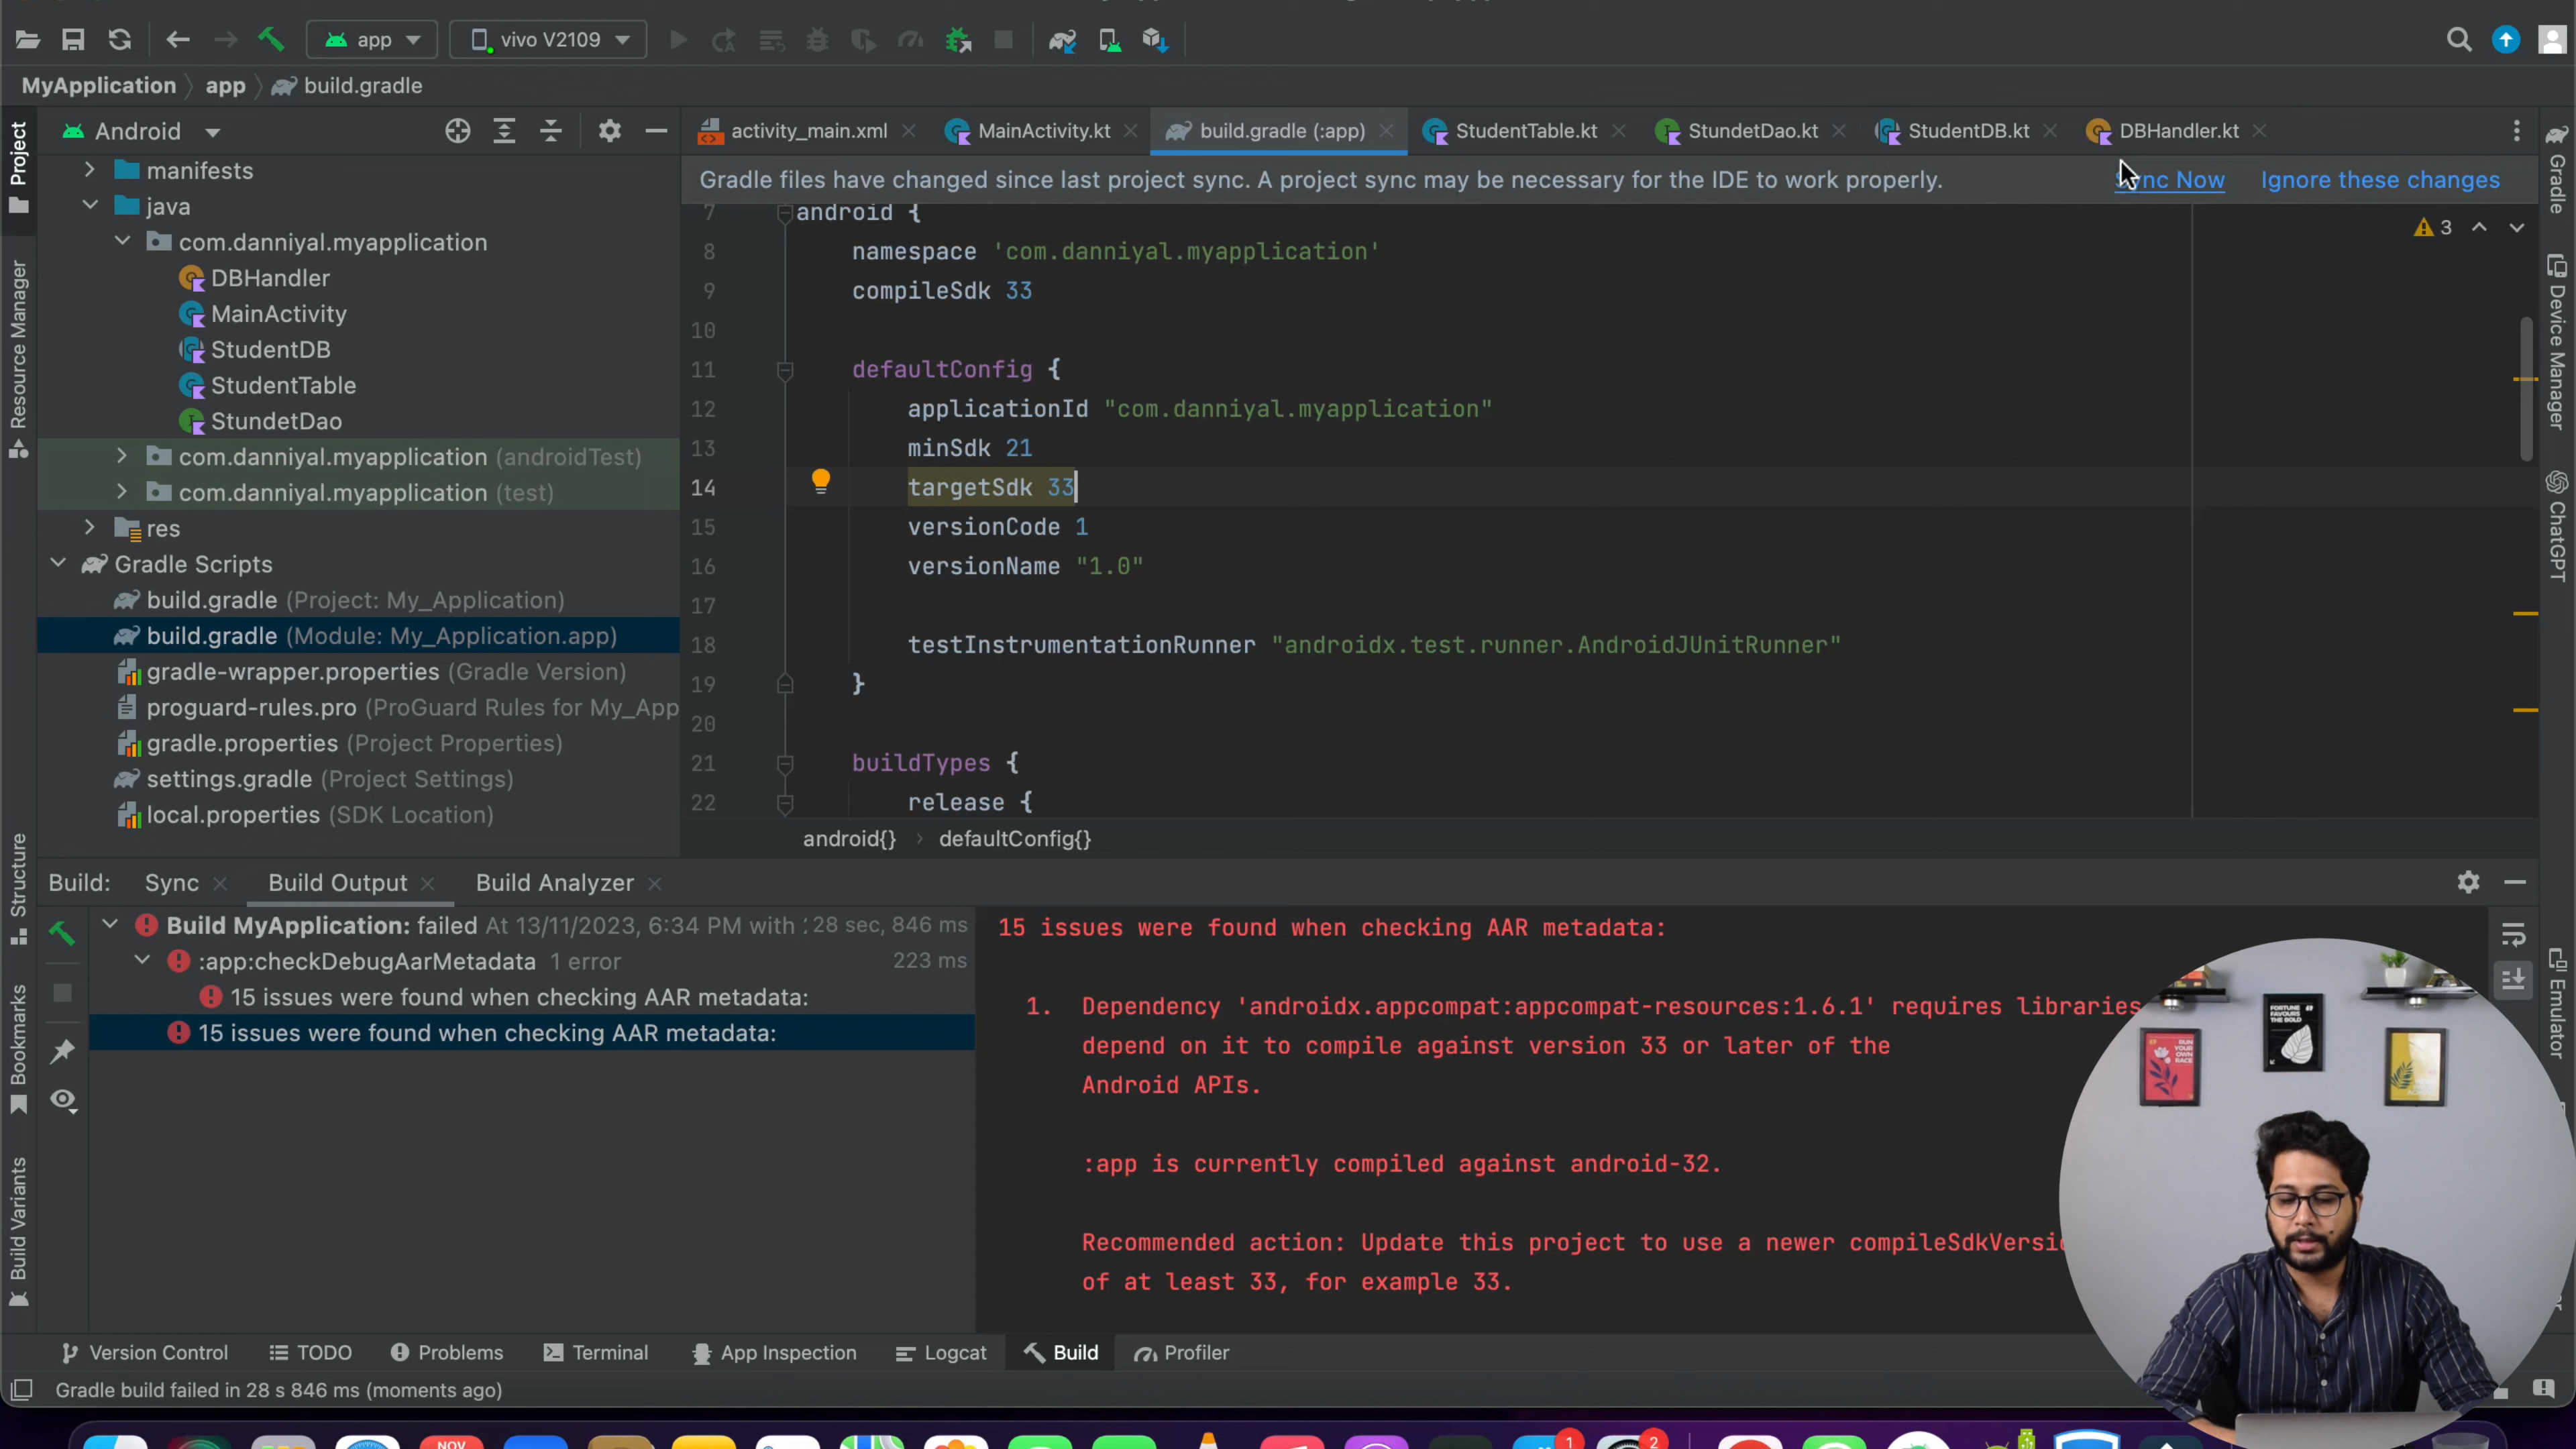 app
vivo V2109
MyApplication
app
build.gradle
Project
Android
activity_main.xml
MainActivity.kt
build.gradle (:app)
StudentTable.kt
StundetDao.kt
StudentDB.kt
DBHandler.kt
Gradle files have changed since last project sync. A project sync may be necessary for the IDE to work properly.
Sync Now
Ignore these changes
manifests
java
com.danniyal.myapplication
DBHandler
MainActivity
StudentDB
StudentTable
StundetDao
com.danniyal.myapplication (androidTest)
com.danniyal.myapplication (test)
res
Gradle Scripts
build.gradle (Project: My_Application)
build.gradle (Module: My_Application.app)
gradle-wrapper.properties (Gradle Version)
proguard-rules.pro (ProGuard Rules for My_App
gradle.properties (Project Properties)
settings.gradle (Project Settings)
local.properties (SDK Location)
Resource Manager
Structure
Bookmarks
Build Variants
3
7 android {
8 namespace 'com.danniyal.myapplication'
9 compileSdk 33
10
11 defaultConfig {
12 applicationId "com.danniyal.myapplication"
13 minSdk 21
14 targetSdk 33
15 versionCode 1
16 versionName "1.0"
17
18 testInstrumentationRunner "androidx.test.runner.AndroidJUnitRunner"
19 }
20
21 buildTypes {
22 release {
android{}
defaultConfig{}
Gradle
Device Manager
ChatGPT
Emulator
Build:
Sync
Build Output
Build Analyzer
Build MyApplication: failed At 13/11/2023, 6:34 PM with 28 sec, 846 ms
:app:checkDebugAarMetadata 1 error 223 ms
15 issues were found when checking AAR metadata:
15 issues were found when checking AAR metadata:
15 issues were found when checking AAR metadata:
1. Dependency 'androidx.appcompat:appcompat-resources:1.6.1' requires libraries
depend on it to compile against version 33 or later of the
Android APIs.
:app is currently compiled against android-32.
Recommended action: Update this project to use a newer compileSdkVersi
of at least 33, for example 33.
FORTUNE
FAVOURS
THE BOLD
RUN
YOUR OWN
RACE
Version Control
TODO
Problems
Terminal
App Inspection
Logcat
Build
Profiler
Gradle build failed in 28 s 846 ms (moments ago)
NOV
1
2